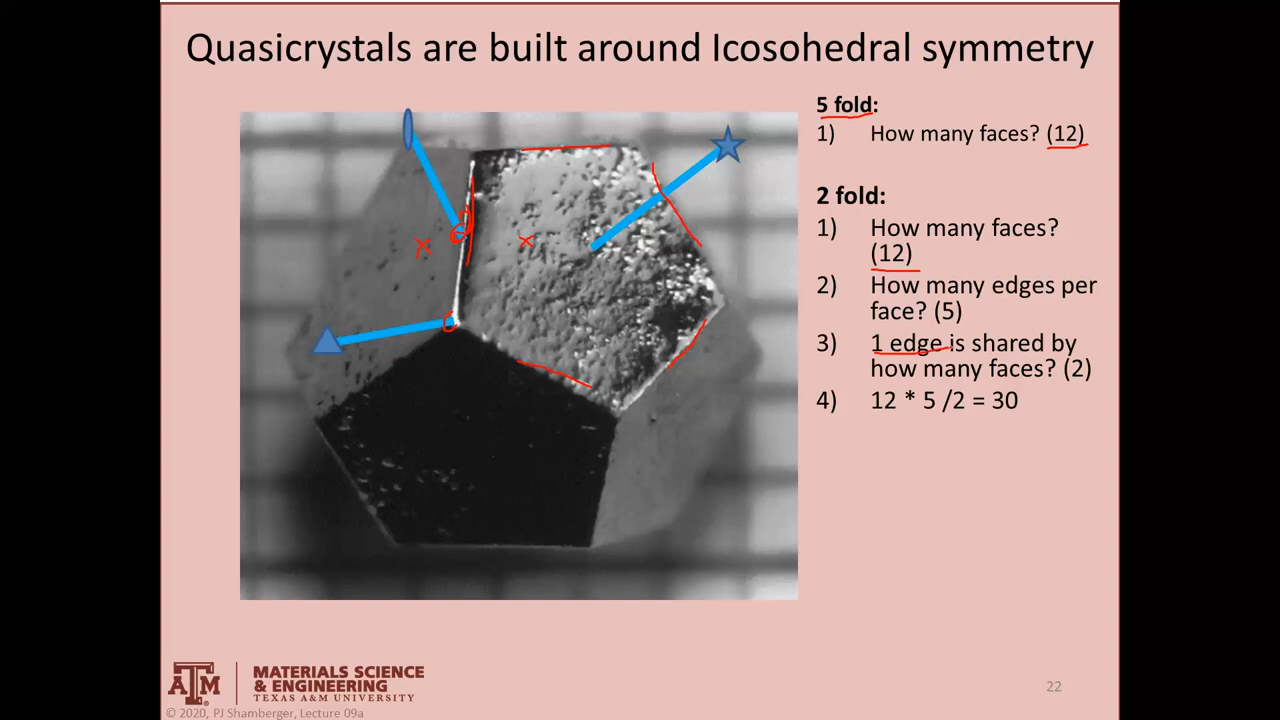 Quasicrystals are built around Icosohedral symmetry
5 fold:
1) How many faces? (12)
2 fold:
1) How many faces?
(12)
2) How many edges per
face? (5)
3) 1 edge is shared by
how many faces? (2)
4) 12 * 5 /2 = 30
ATM
MATERIALS SCIENCE
& ENGINEERING
TEXAS A&M UNIVERSITY
22
© 2020, PJ Shamberger, Lecture 09a